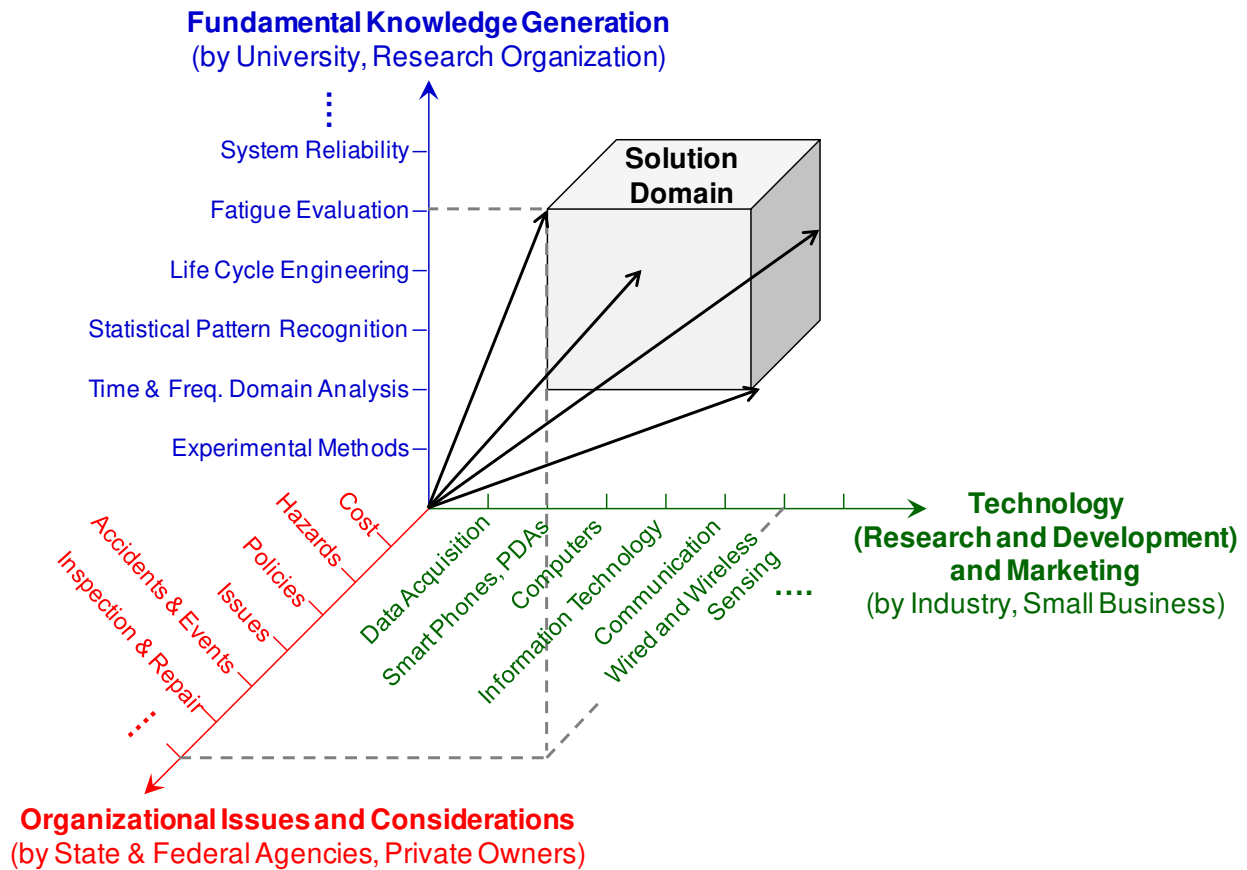 Fundamental Knowledge Generation
(by University, Research Organization)
System Reliability
Fatigue Evaluation
Life Cycle Engineering
Statistical Pattern Recognition
Time & Freq. Domain Analysis
Experimental Methods
Solution
Domain
Cost
Hazards
Policies
Issues
Accidents & Events
Inspection & Repair
....
Data Acquisition
Smart Phones, PDAs
Computers
Information Technology
Communication
Wired and Wireless
Sensing
....
Technology
(Research and Development)
and Marketing
(by Industry, Small Business)
Organizational Issues and Considerations
(by State & Federal Agencies, Private Owners)